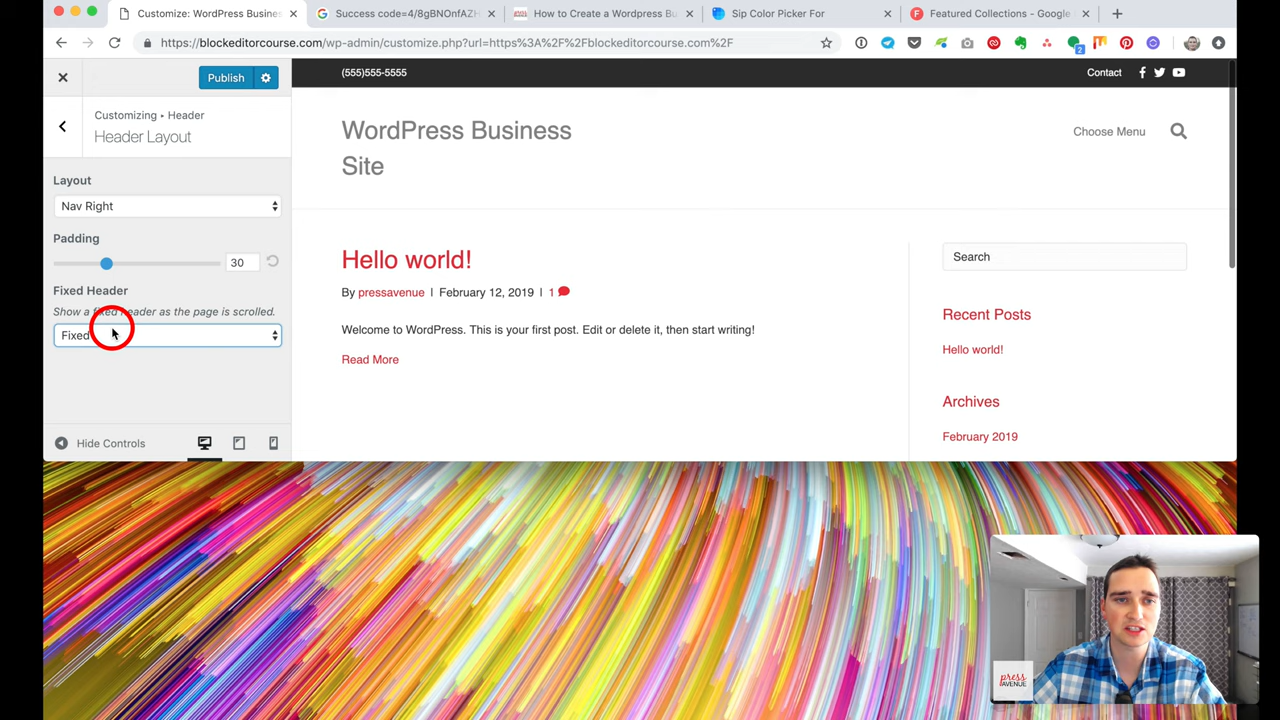 Customize: WordPress Busines
Success code=4/8gBNOnfAZH
How to Create a Wordpress Bu
Sip Color Picker For
Featured Collections - Google
https://blockeditorcourse.com/wp-admin/customize.php?url=https%3A%2F%2Fblockeditorcourse.com%2F
2
Publish
Customizing ▸ Header
Header Layout
Layout
Nav Right
Padding
30
Fixed Header
Show a fixed header as the page is scrolled.
Fixed
Hide Controls
(555)555-5555
Contact
WordPress Business
Site
Choose Menu
Hello world!
By pressavenue | February 12, 2019 | 1
Welcome to WordPress. This is your first post. Edit or delete it, then start writing!
Read More
Search
Recent Posts
Hello world!
Archives
February 2019
press
AVENUE